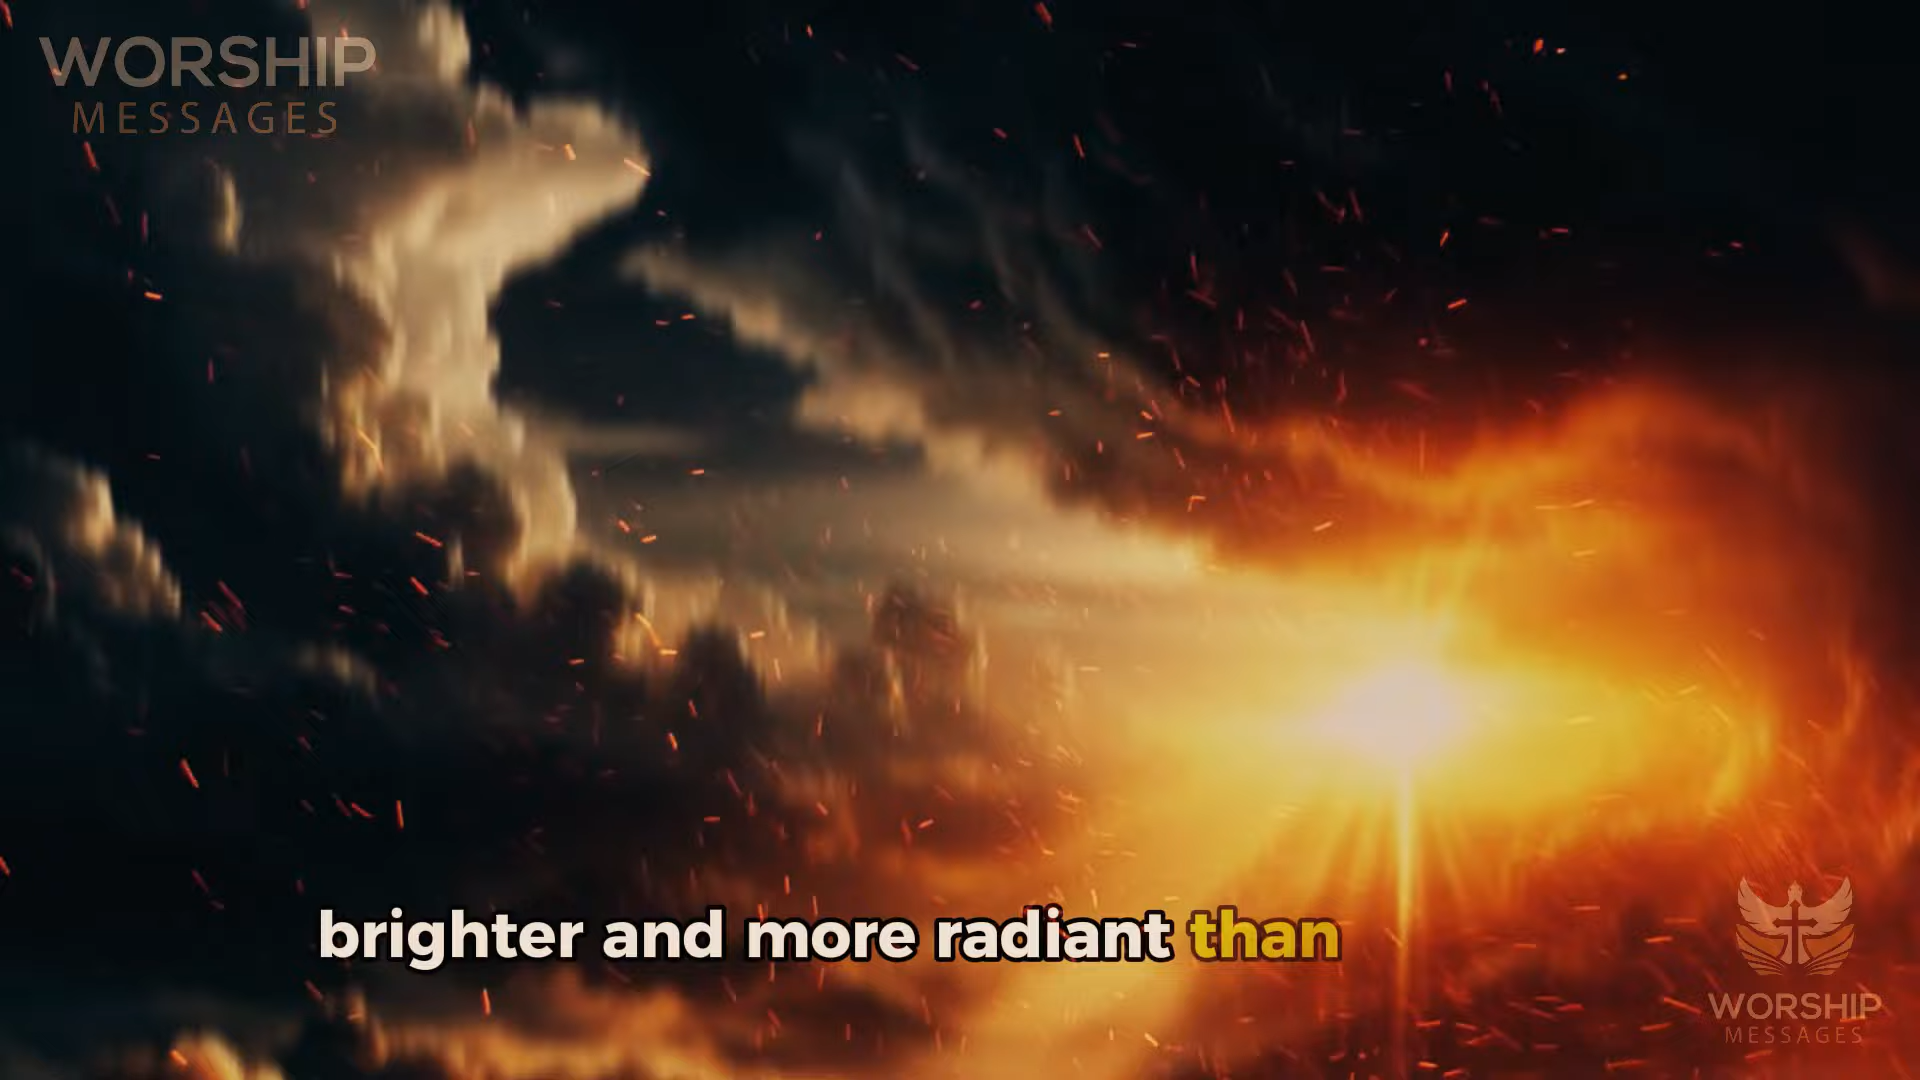 WORSHIP
MESSAGES
brighter and more radiant than
WORSHIP
MESSAGES